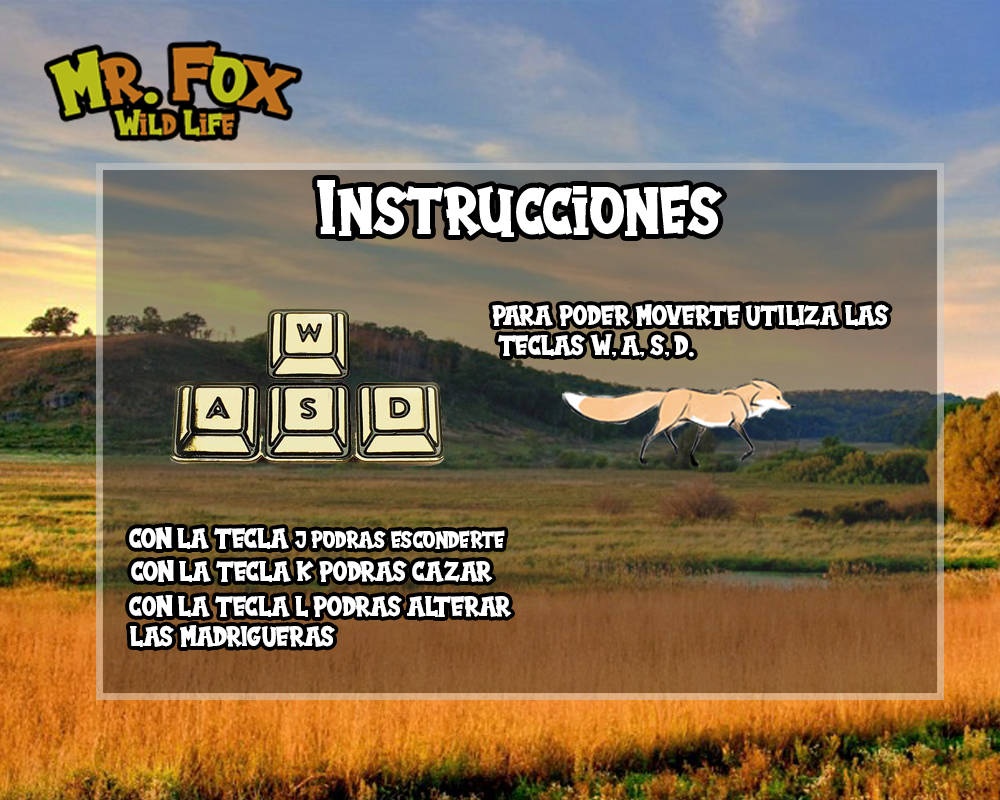 MR. FOX
WILD LIFE
INSTRUCCIONES
PARA PODER MOVERTE UTILIZA LAS
TECLAS W, A, S, D.
W
A S D
CON LA TECLA J PODRAS ESCONDERTE
CON LA TECLA K PODRAS CAZAR
CON LA TECLA L PODRAS ALTERAR
LAS MADRIGUERAS